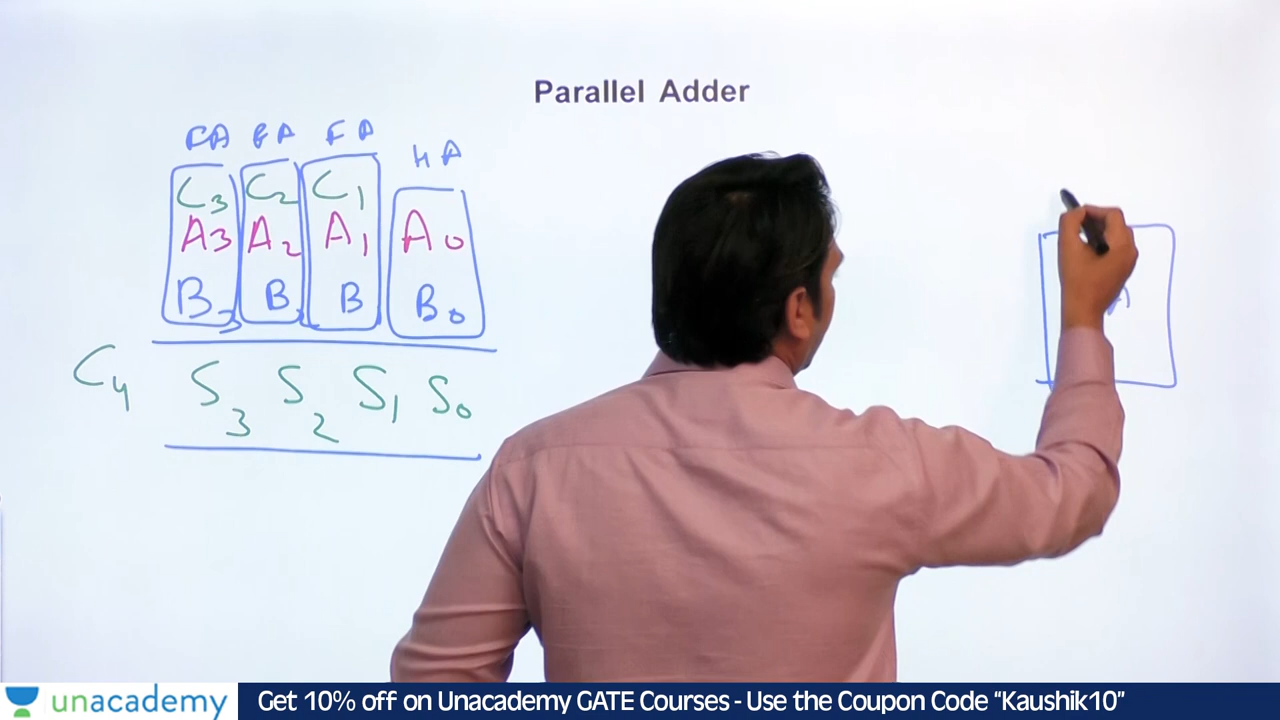 Parallel Adder
FA FA FA HA
C3 C2 C1
A3 A2 A1 A0
B3 B2 B B0
C4 S3 S2 S1 S0
unacademy
Get 10% off on Unacademy GATE Courses - Use the Coupon Code “Kaushik10”